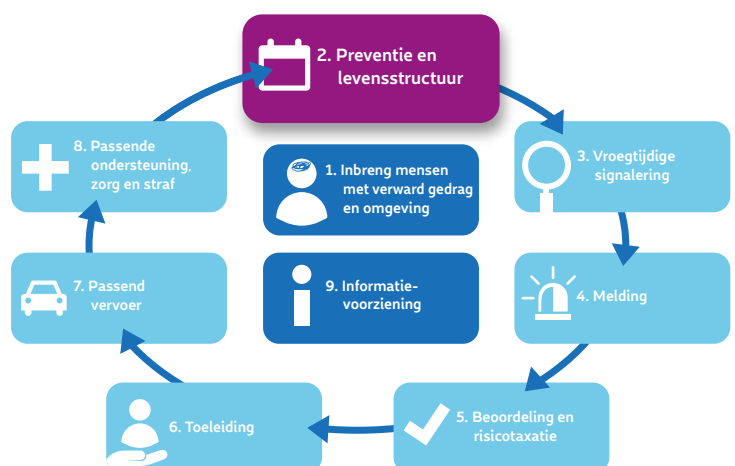 2. Preventie en
levensstructuur
8. Passende
ondersteuning,
zorg en straf
1. Inbreng mensen
met verward gedrag
en omgeving
3. Vroegtijdige
signalering
7. Passend
vervoer
9. Informatie-
voorziening
4. Melding
6. Toeleiding
5. Beoordeling en
risicotaxatie